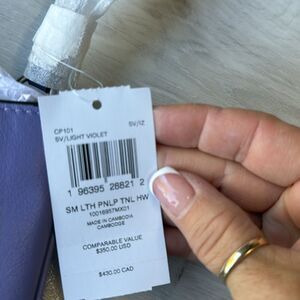 CP101 SV/IZ
SV/LIGHT VIOLET
1 96395 28821 2
SM LTH PNLP TNL HW
10016957MX01
MADE IN CAMBODIA
CAMBODGE
COMPARABLE VALUE
$350.00 USD
$430.00 CAD